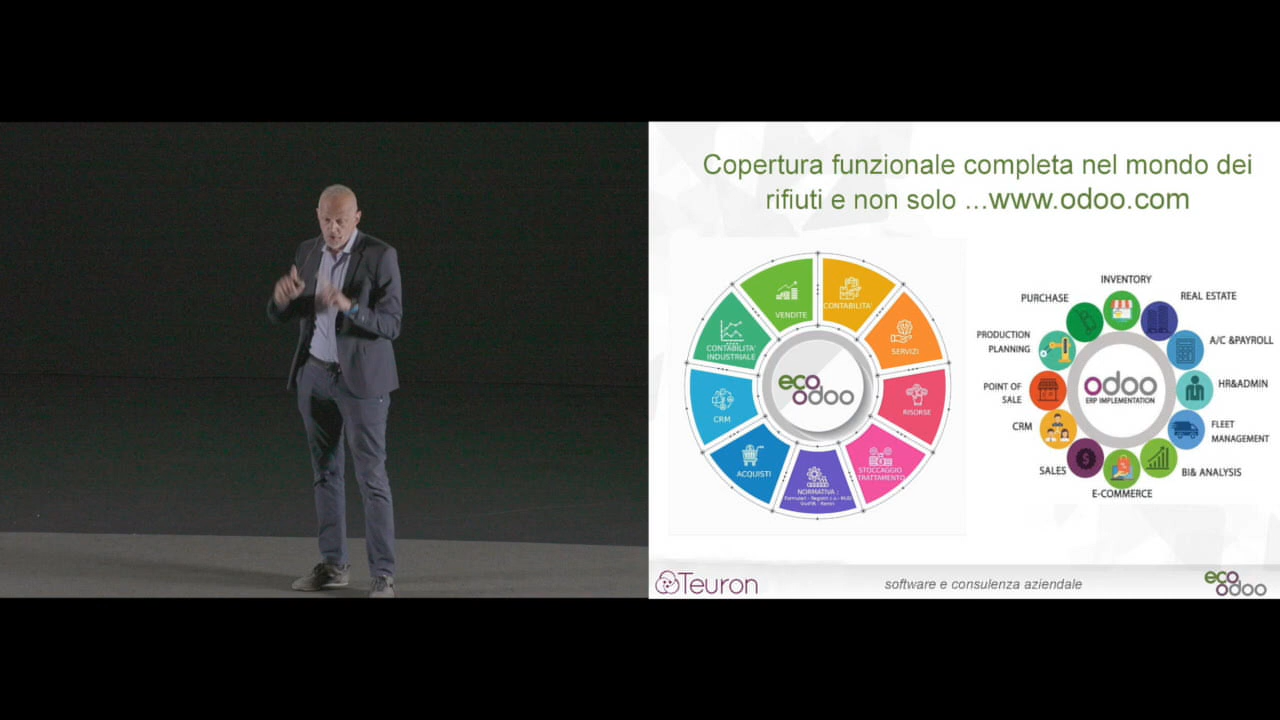 Copertura funzionale completa nel mondo dei
rifiuti e non solo ...www.odoo.com
VENDITE
CONTABILITA'
SERVIZI
RISORSE
STOCCAGGIO
TRATTAMENTO
NORMATIVA :
ACQUISTI
CRM
CONTABILITA'
INDUSTRIALE
eco
odoo
INVENTORY
REAL ESTATE
A/C &PAYROLL
HR&ADMIN
FLEET
MANAGEMENT
BI& ANALYSIS
E-COMMERCE
SALES
CRM
POINT OF
SALE
PRODUCTION
PLANNING
PURCHASE
odoo
ERP IMPLEMENTATION
Teuron
software e consulenza aziendale
eco
odoo